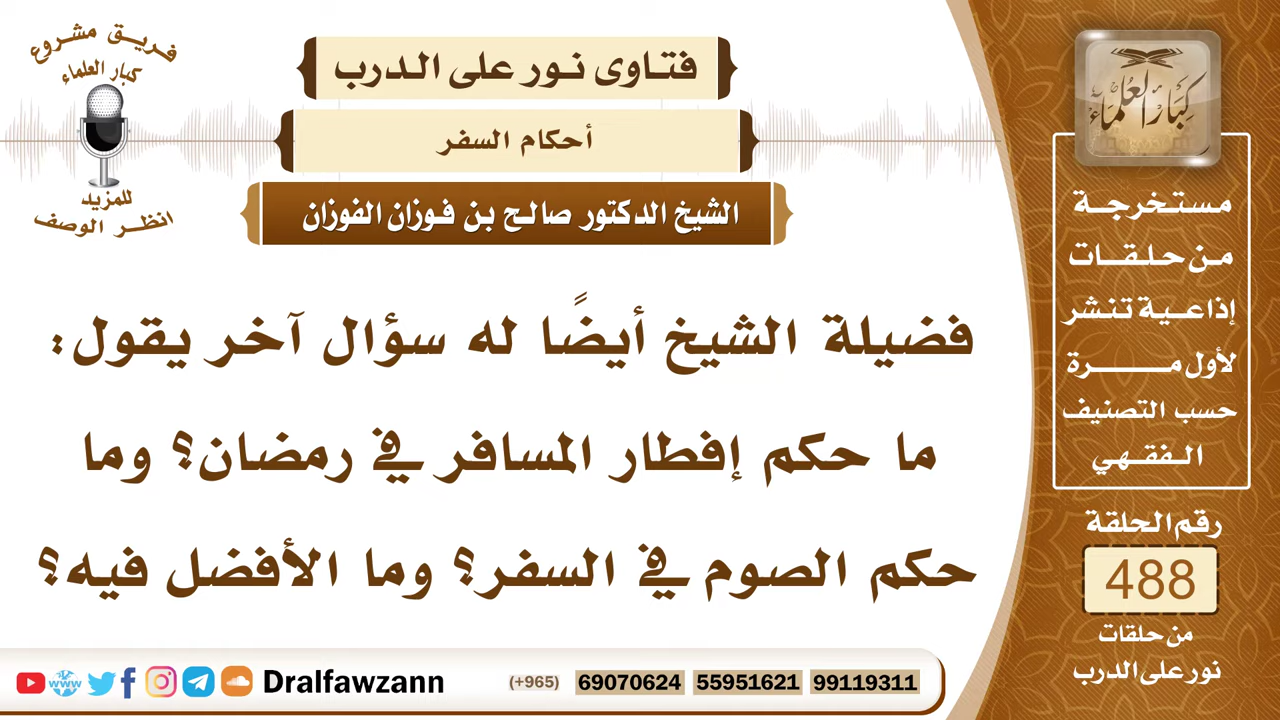 فريق مشروع
كبار العلماء
للمزيد
انظر الوصف
فتاوى نور على الدرب
أحكام السفر
الشيخ الدكتور صالح بن فوزان الفوزان
فضيلة الشيخ أيضًا له سؤال آخر يقول:
ما حكم إفطار المسافر في رمضان؟ وما
حكم الصوم في السفر؟ وما الأفضل فيه؟
كبار العلماء
مستخرجة
من حلقات
إذاعية تنشر
لأول مرة
حسب التصنيف
الفقهي
رقم الحلقة
488
من حلقات
نور على الدرب
www Dralfawzann (+965) 69070624 55951621 99119311